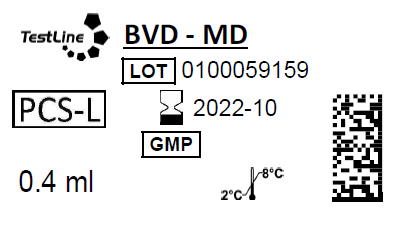 TestLine
BVD - MD
LOT 0100059159
PCS-L
2022-10
GMP
0.4 ml
2°C 8°C